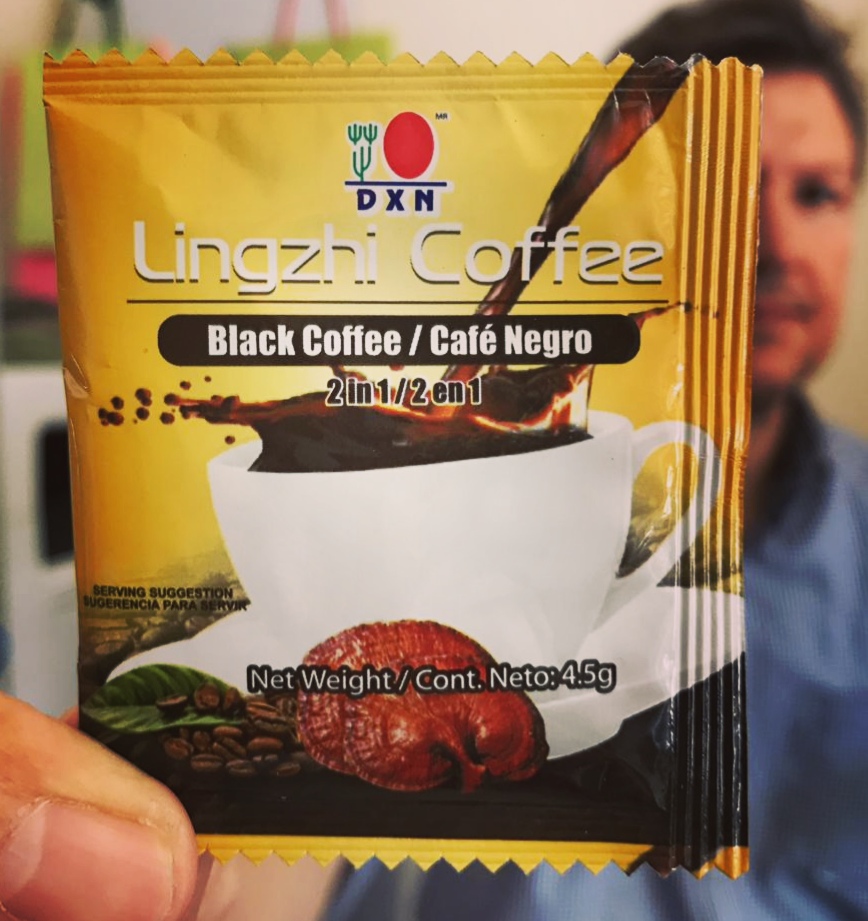 MR
DXN
Lingzhi Coffee
Black Coffee / Café Negro
2 in 1 / 2 en 1
SERVING SUGGESTION
SUGERENCIA PARA SERVIR
Net Weight / Cont. Neto: 4.5g